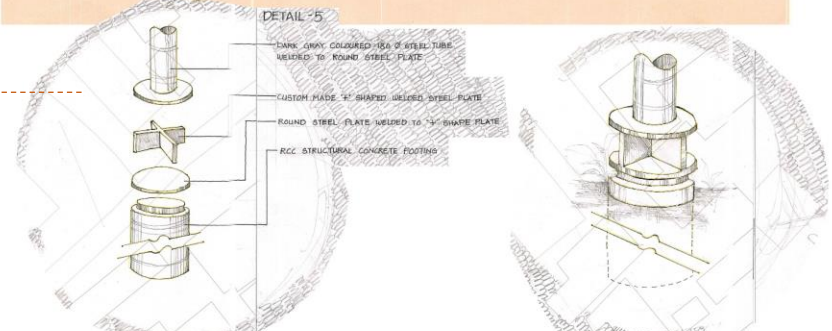 DETAIL-5
DARK GRAY COLOURED 180 Ø STEEL TUBE
WELDED TO ROUND STEEL PLATE
CUSTOM MADE '+' SHAPED WELDED STEEL PLATE
ROUND STEEL PLATE WELDED TO '+' SHAPE PLATE
RCC STRUCTURAL CONCRETE FOOTING